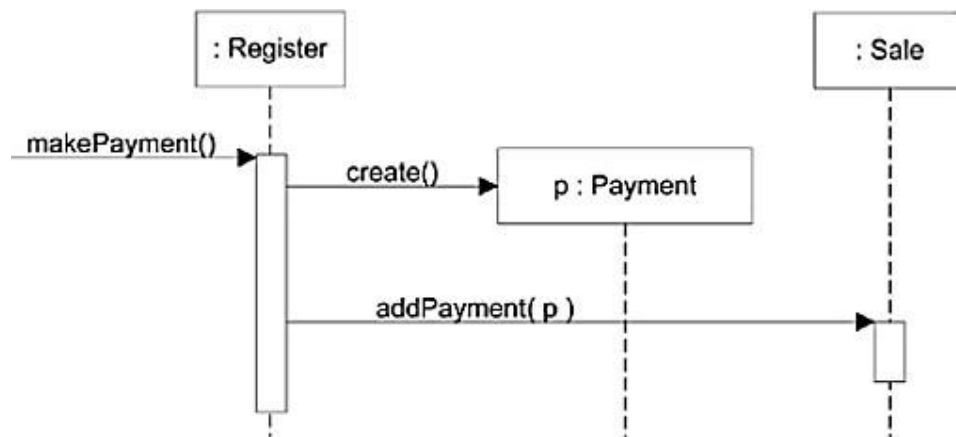 : Register
: Sale
makePayment()
create()
p : Payment
addPayment( p )